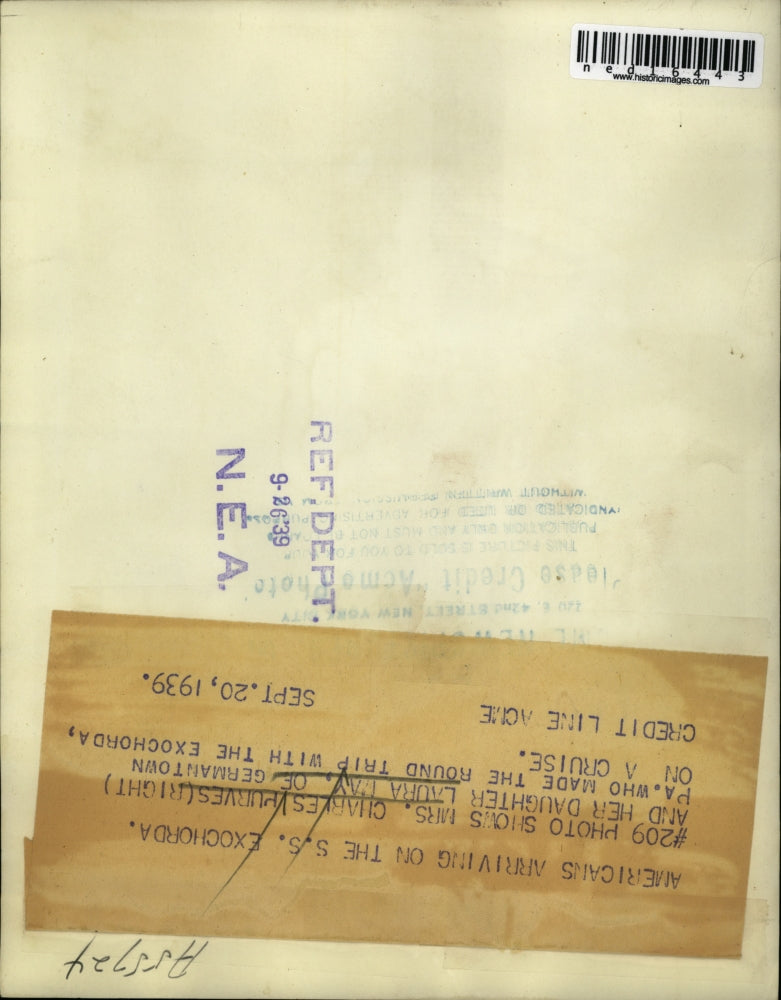 ned16443
www.historicimages.com
REF. DEPT.
9-26-39
N.E.A.
NEW YORK CITY
220 E. 42nd STREET
Please Credit "Acme Photo
THIS PICTURE IS SOLD TO YOU FOR
PUBLICATION ONLY AND MUST NOT
SYNDICATED OR USED FOR ADVERTISING
WITHOUT WRITTEN PERMISSION
AMERICANS ARRIVING ON THE S.S. EXOCHORDA.
#209 PHOTO SHOWS MRS. CHARLES PURVES(RIGHT)
AND HER DAUGHTER LAURA MAY, OF GERMANTOWN
PA.WHO MADE THE ROUND TRIP WITH THE EXOCHORDA,
ON A CRUISE.
CREDIT LINE ACME SEPT.20,1939.